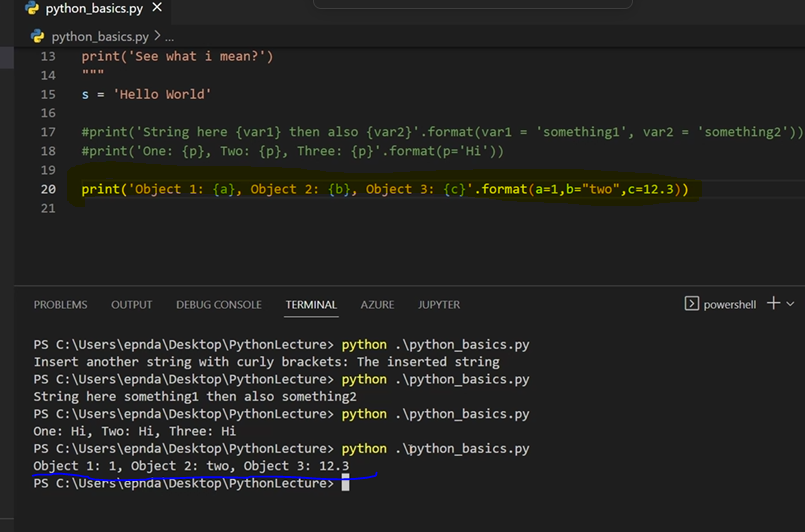 python_basics.py ×
python_basics.py > ...
13 print('See what i mean?')
14 """
15 s = 'Hello World'
16
17 #print('String here {var1} then also {var2}'.format(var1 = 'something1', var2 = 'something2'))
18 #print('One: {p}, Two: {p}, Three: {p}'.format(p='Hi'))
19
20 print('Object 1: {a}, Object 2: {b}, Object 3: {c}'.format(a=1,b="two",c=12.3))
21
PROBLEMS OUTPUT DEBUG CONSOLE TERMINAL AZURE JUPYTER powershell
PS C:\Users\epnda\Desktop\PythonLecture> python .\python_basics.py
Insert another string with curly brackets: The inserted string
PS C:\Users\epnda\Desktop\PythonLecture> python .\python_basics.py
String here something1 then also something2
PS C:\Users\epnda\Desktop\PythonLecture> python .\python_basics.py
One: Hi, Two: Hi, Three: Hi
PS C:\Users\epnda\Desktop\PythonLecture> python .\python_basics.py
Object 1: 1, Object 2: two, Object 3: 12.3
PS C:\Users\epnda\Desktop\PythonLecture>